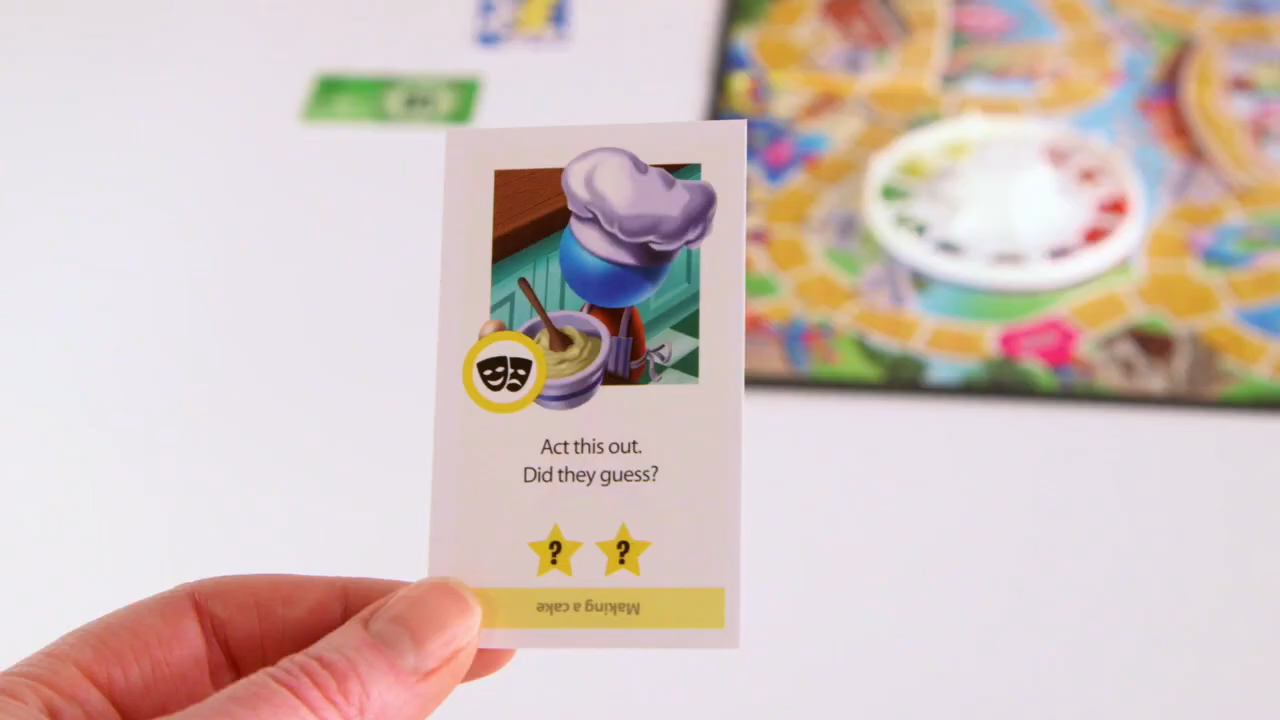 Act this out.
Did they guess?
? ?
Making a cake